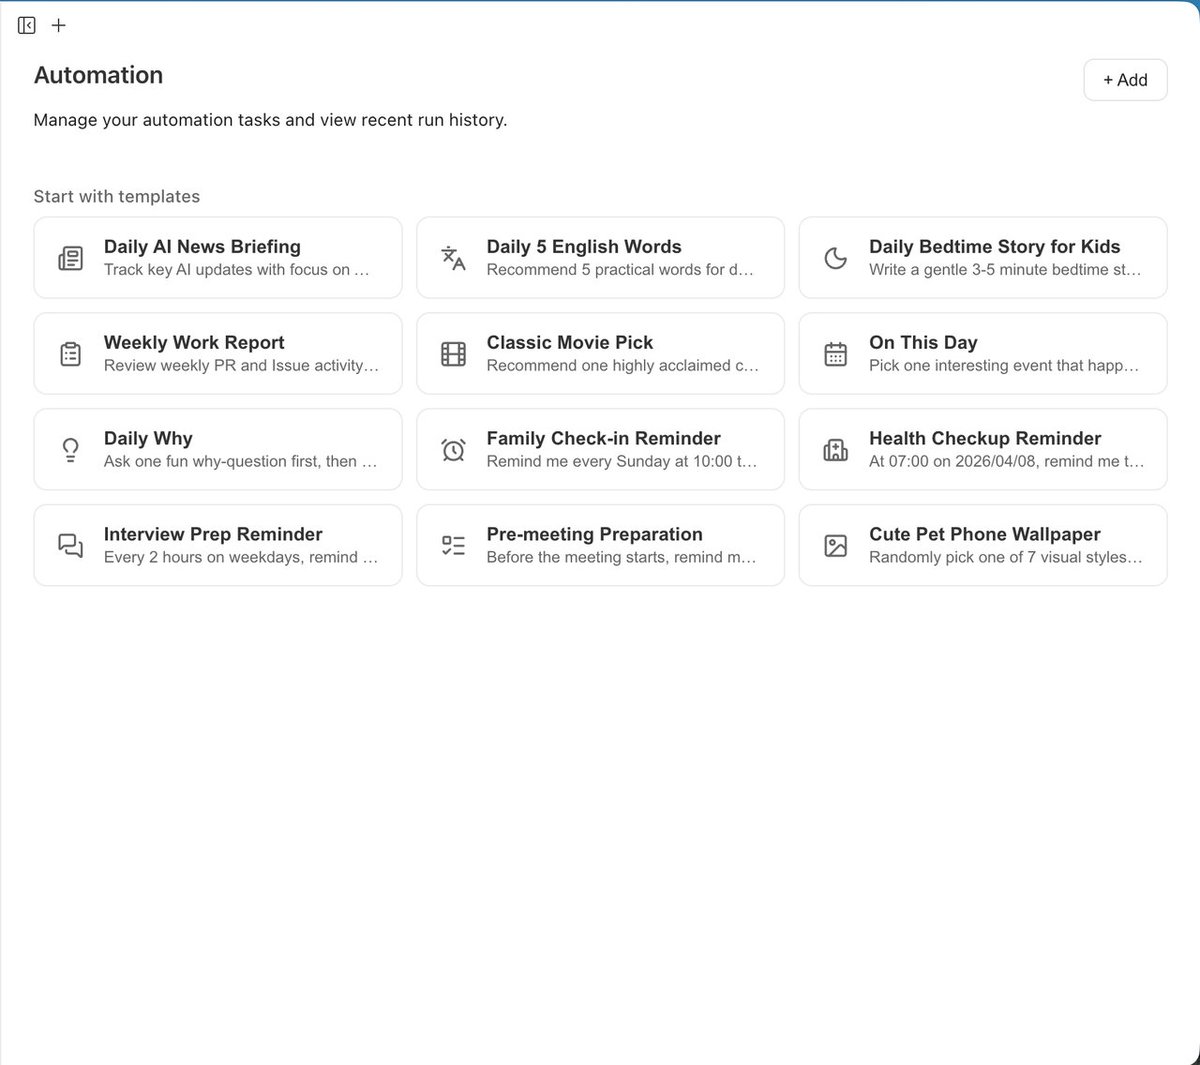 Automation
+ Add
Manage your automation tasks and view recent run history.
Start with templates
Daily AI News Briefing
Track key AI updates with focus on ...
Daily 5 English Words
Recommend 5 practical words for d...
Daily Bedtime Story for Kids
Write a gentle 3-5 minute bedtime st...
Weekly Work Report
Review weekly PR and Issue activity...
Classic Movie Pick
Recommend one highly acclaimed c...
On This Day
Pick one interesting event that happ...
Daily Why
Ask one fun why-question first, then ...
Family Check-in Reminder
Remind me every Sunday at 10:00 t...
Health Checkup Reminder
At 07:00 on 2026/04/08, remind me t...
Interview Prep Reminder
Every 2 hours on weekdays, remind ...
Pre-meeting Preparation
Before the meeting starts, remind m...
Cute Pet Phone Wallpaper
Randomly pick one of 7 visual styles...